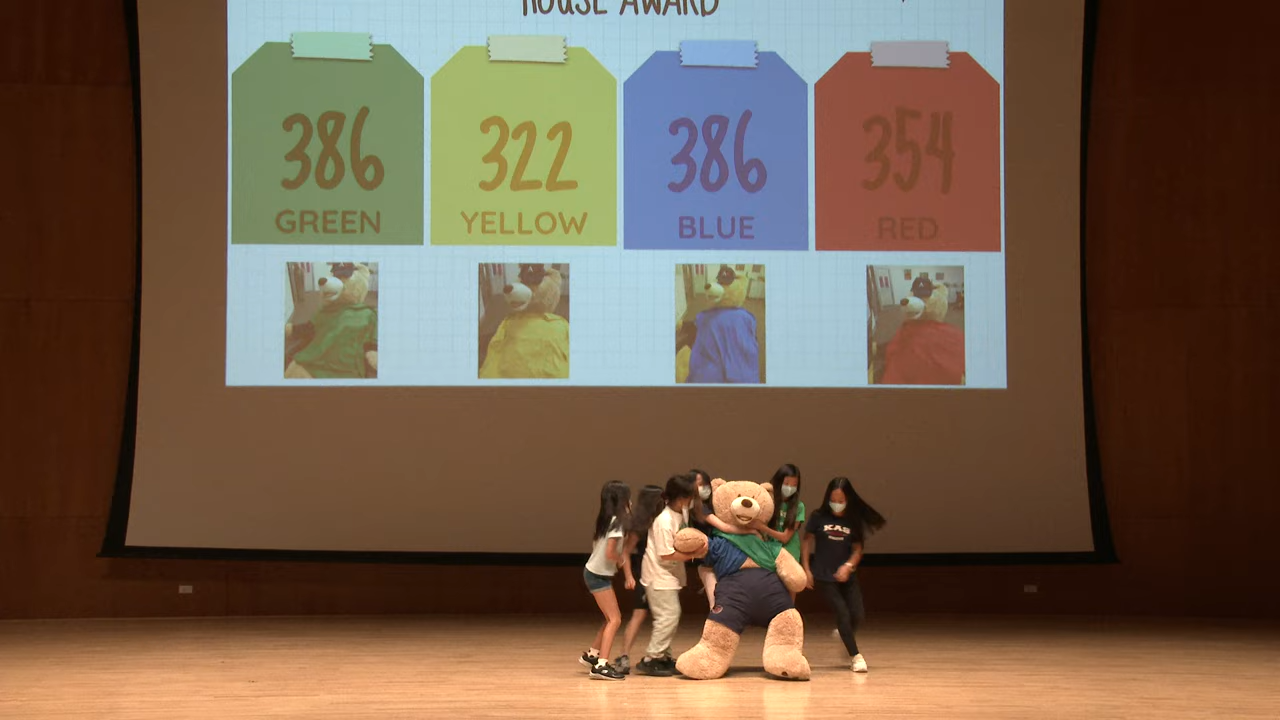 HOUSE AWARD
386
GREEN
322
YELLOW
386
BLUE
354
RED
KAS